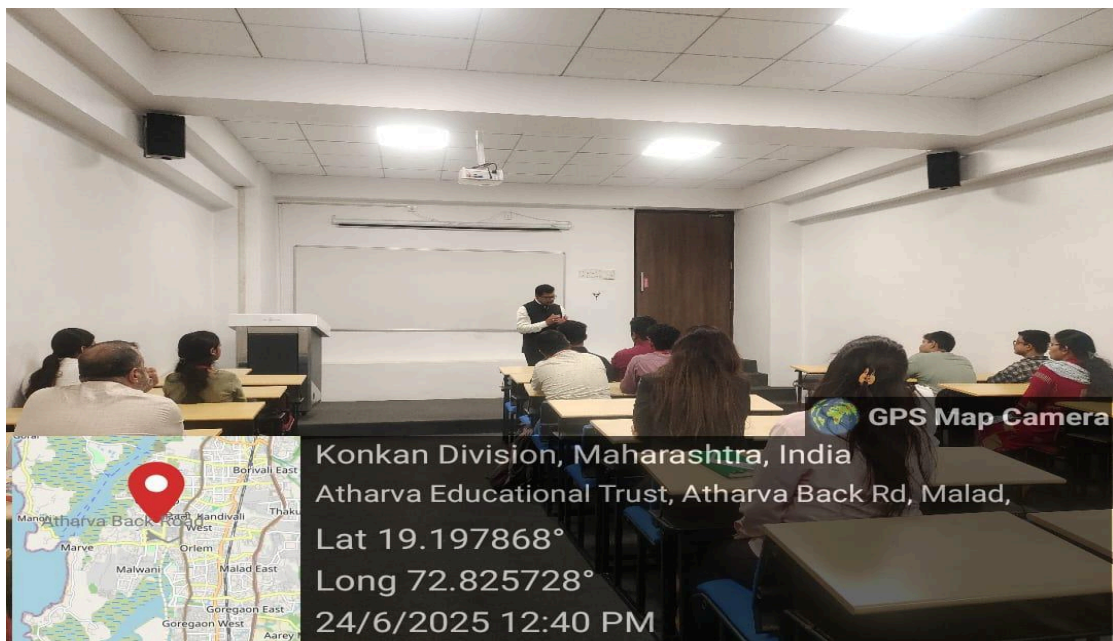 GPS Map Camera
Konkan Division, Maharashtra, India
Atharva Educational Trust, Atharva Back Rd, Malad,
Lat 19.197868°
Long 72.825728°
24/6/2025 12:40 PM
Borivali East
Atharva Back Road
Kandivali
West
Marve
Orlem
Malwani
Malad East
Goregaon East
Goregaon West
Aarey